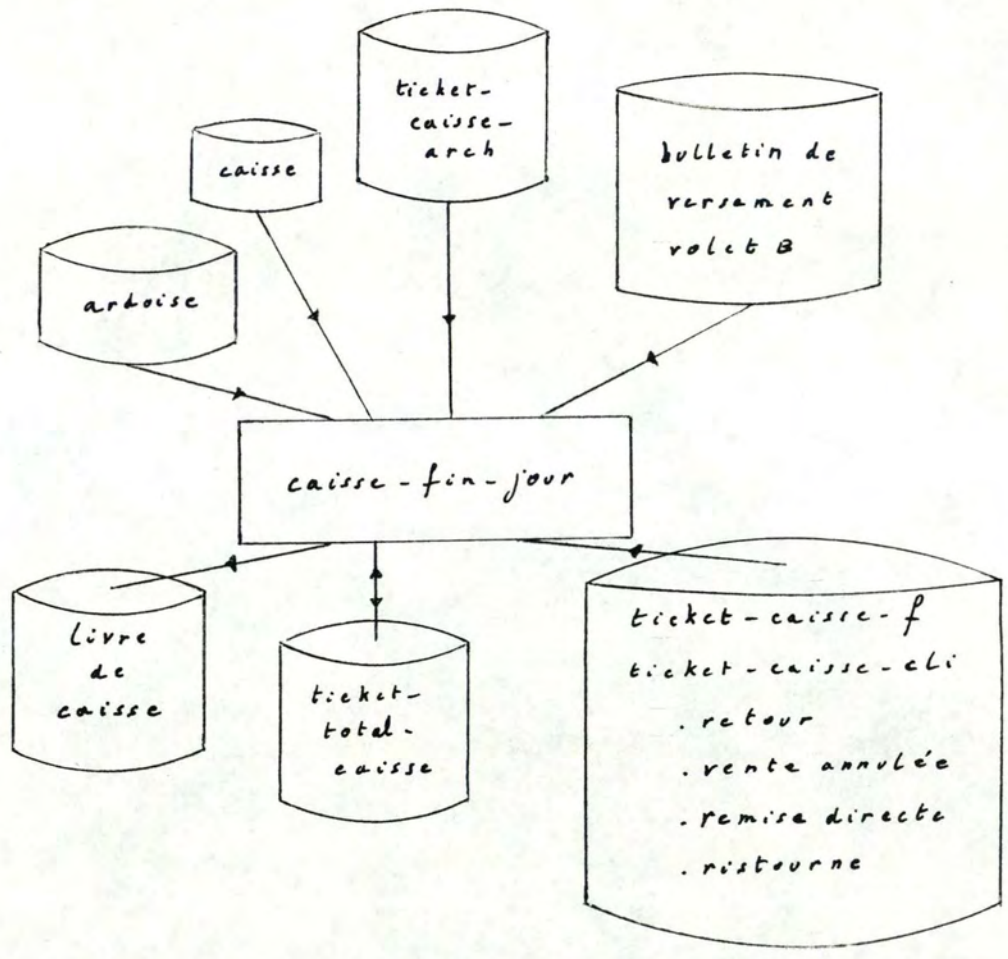 ticket-
caisse-
arch
caisse
bulletin de
versement
volet B
ardoise
caisse-fin-jour
livre
de
caisse
ticket-
total-
caisse
ticket-caisse-f
ticket-caisse-cli
. retour
. vente annulée
. remise directe
. ristourne